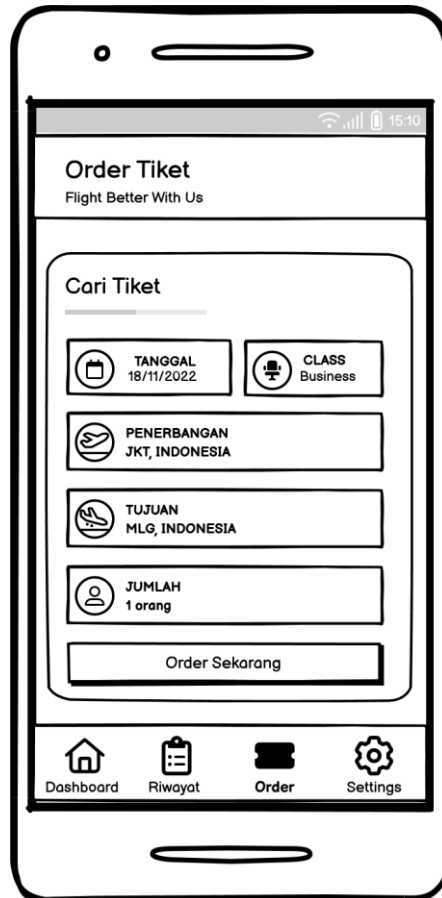 15:10
Order Tiket
Flight Better With Us
Cari Tiket
TANGGAL
18/11/2022
CLASS
Business
PENERBANGAN
JKT, INDONESIA
TUJUAN
MLG, INDONESIA
JUMLAH
1 orang
Order Sekarang
Dashboard
Riwayat
Order
Settings